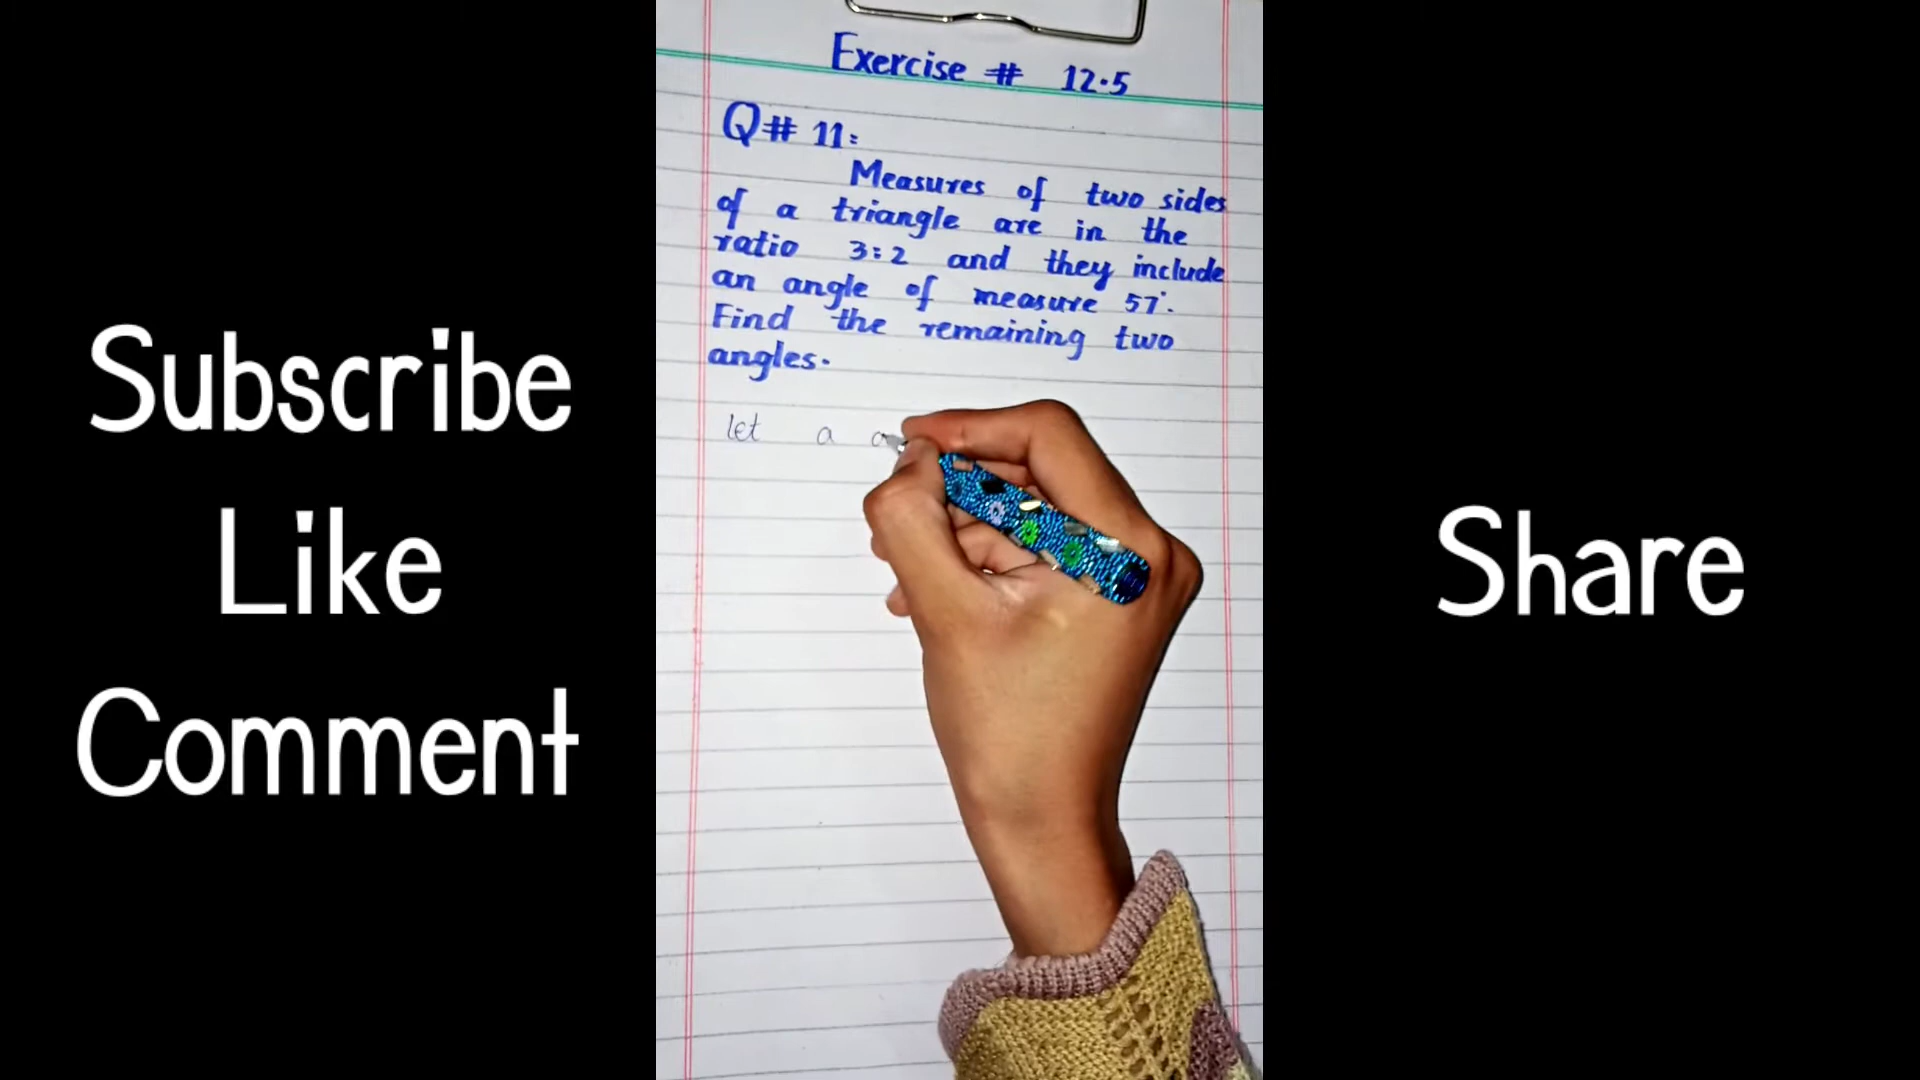 Subscribe
Like
Comment
Exercise # 12.5
Q# 11:
Measures of two sides
of a triangle are in the
ratio 3:2 and they include
an angle of measure 57°.
Find the remaining two
angles.
let a a
Share